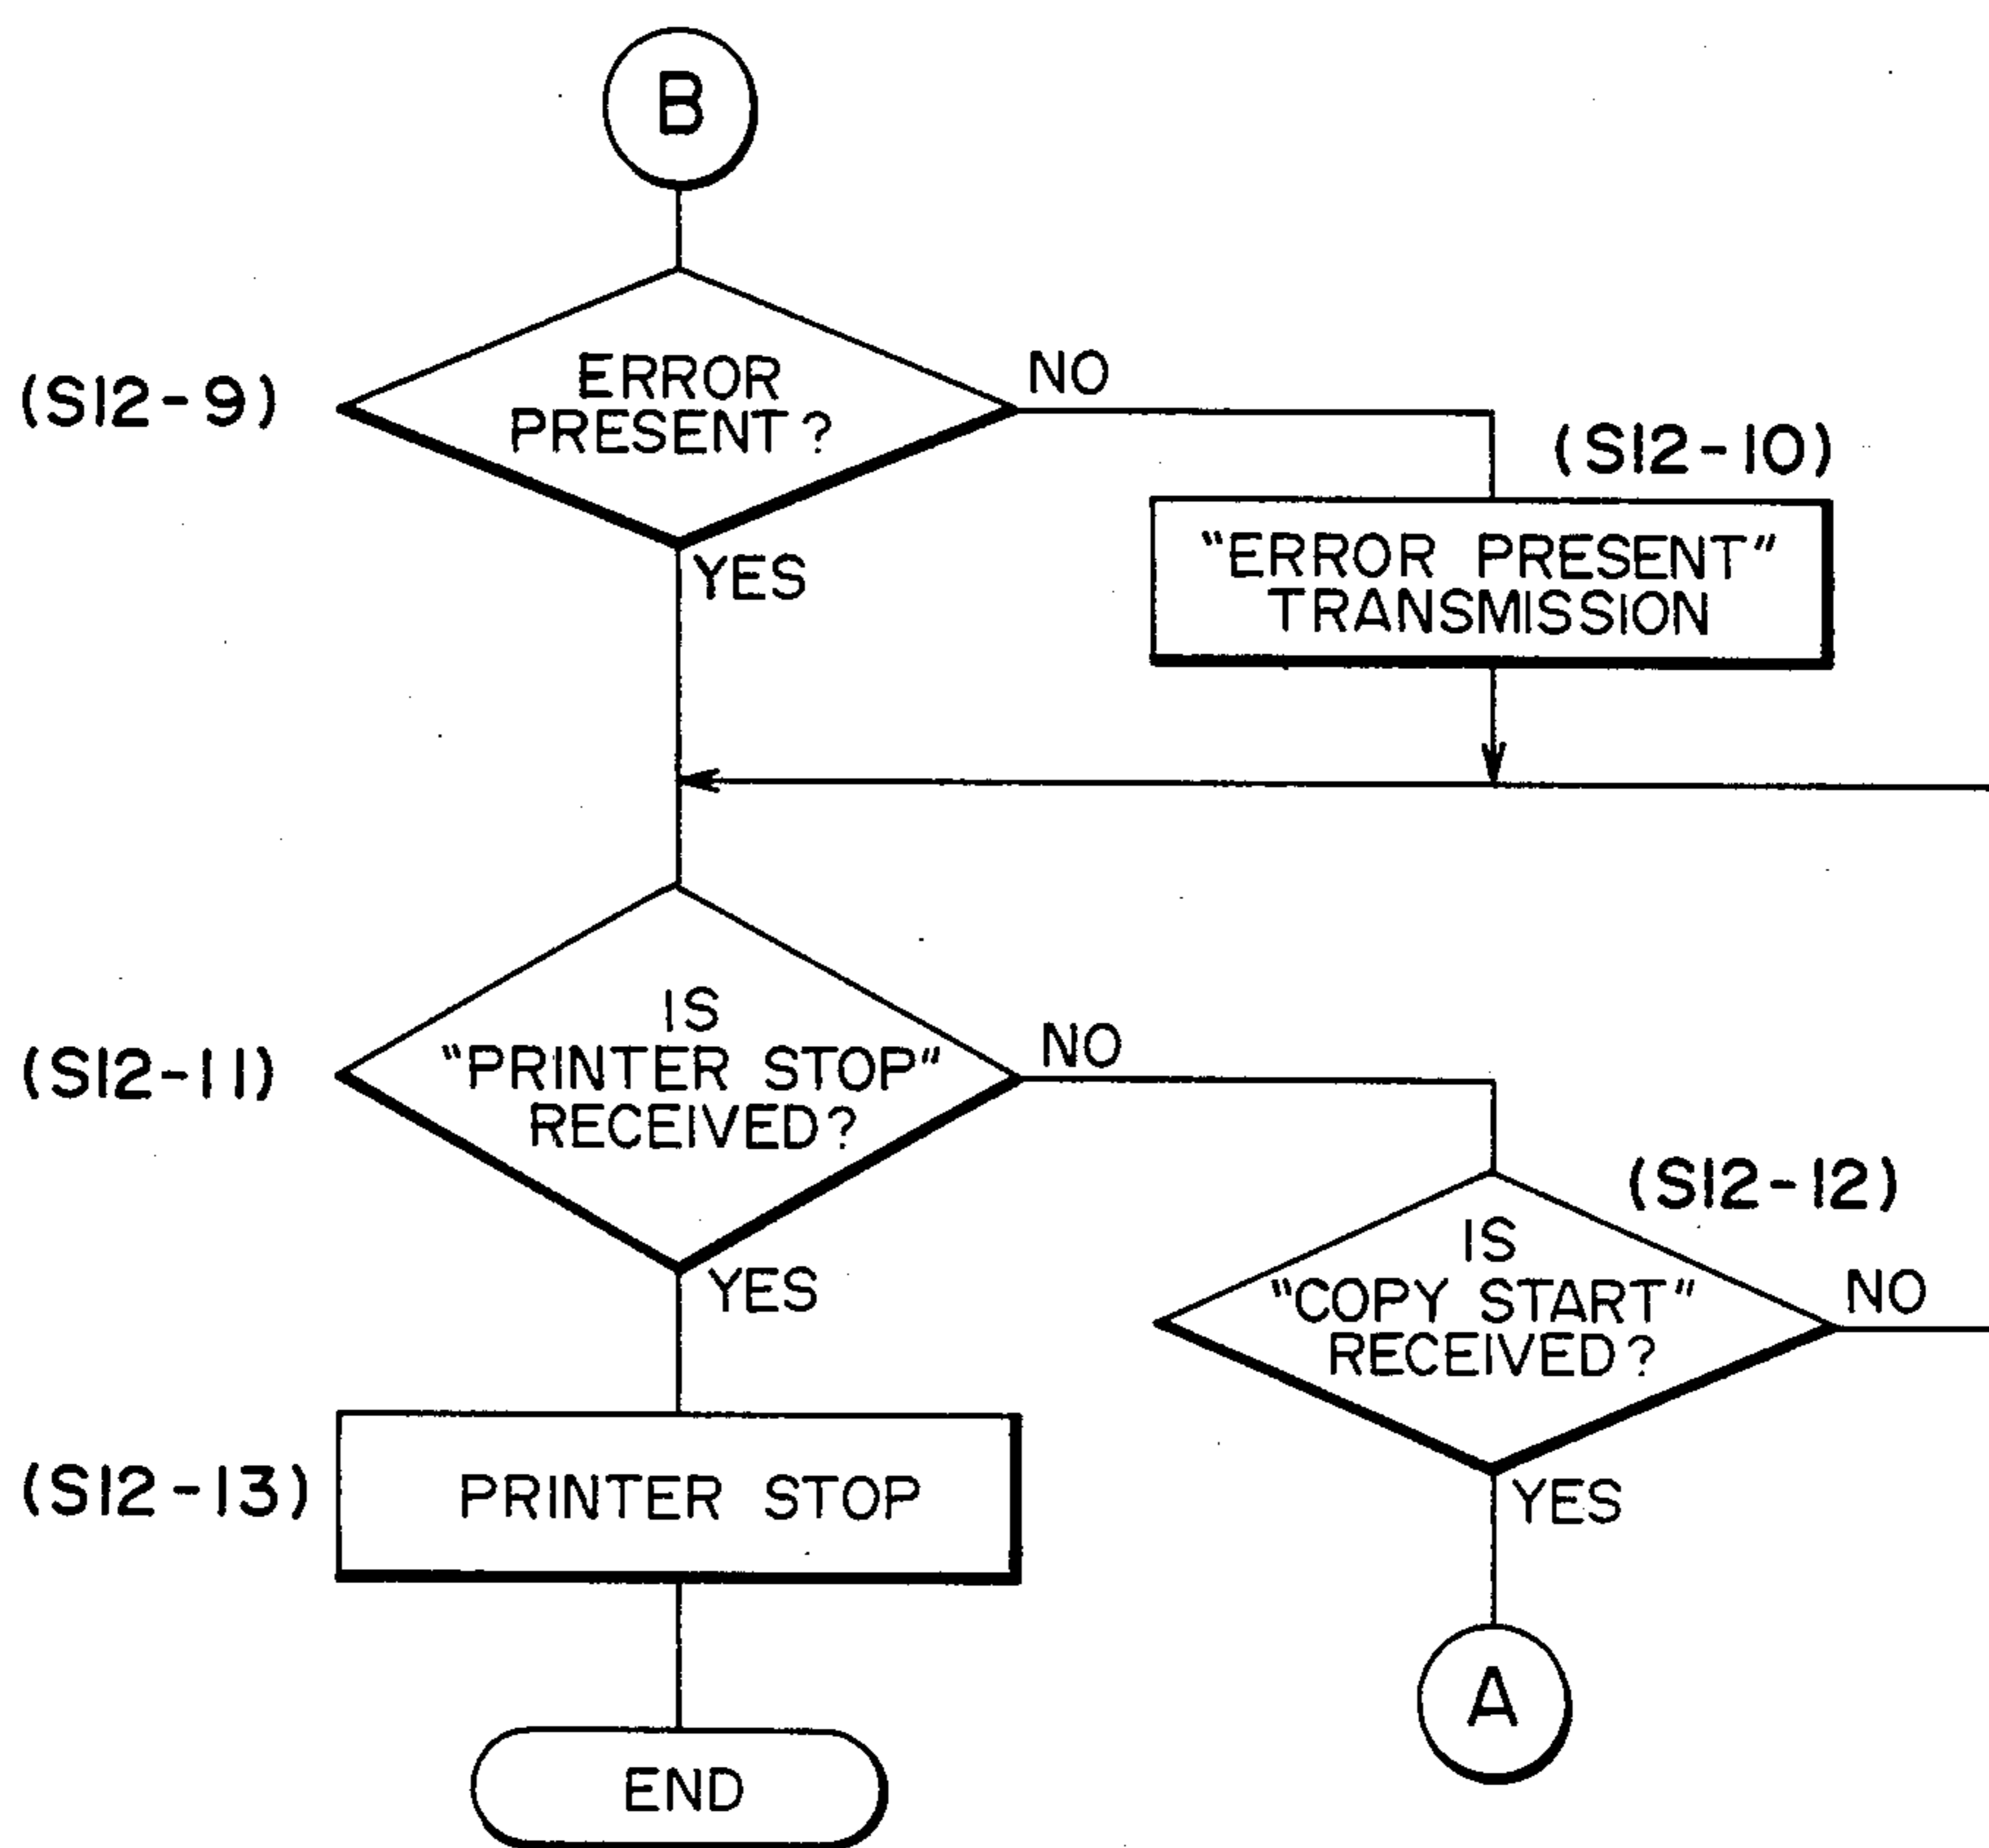 B
(S12-9)
ERROR
PRESENT?
NO
YES
(S12-10)
"ERROR PRESENT"
TRANSMISSION
(S12-11)
IS
"PRINTER STOP"
RECEIVED?
NO
YES
(S12-12)
IS
"COPY START"
RECEIVED?
NO
YES
(S12-13)
PRINTER STOP
A
END